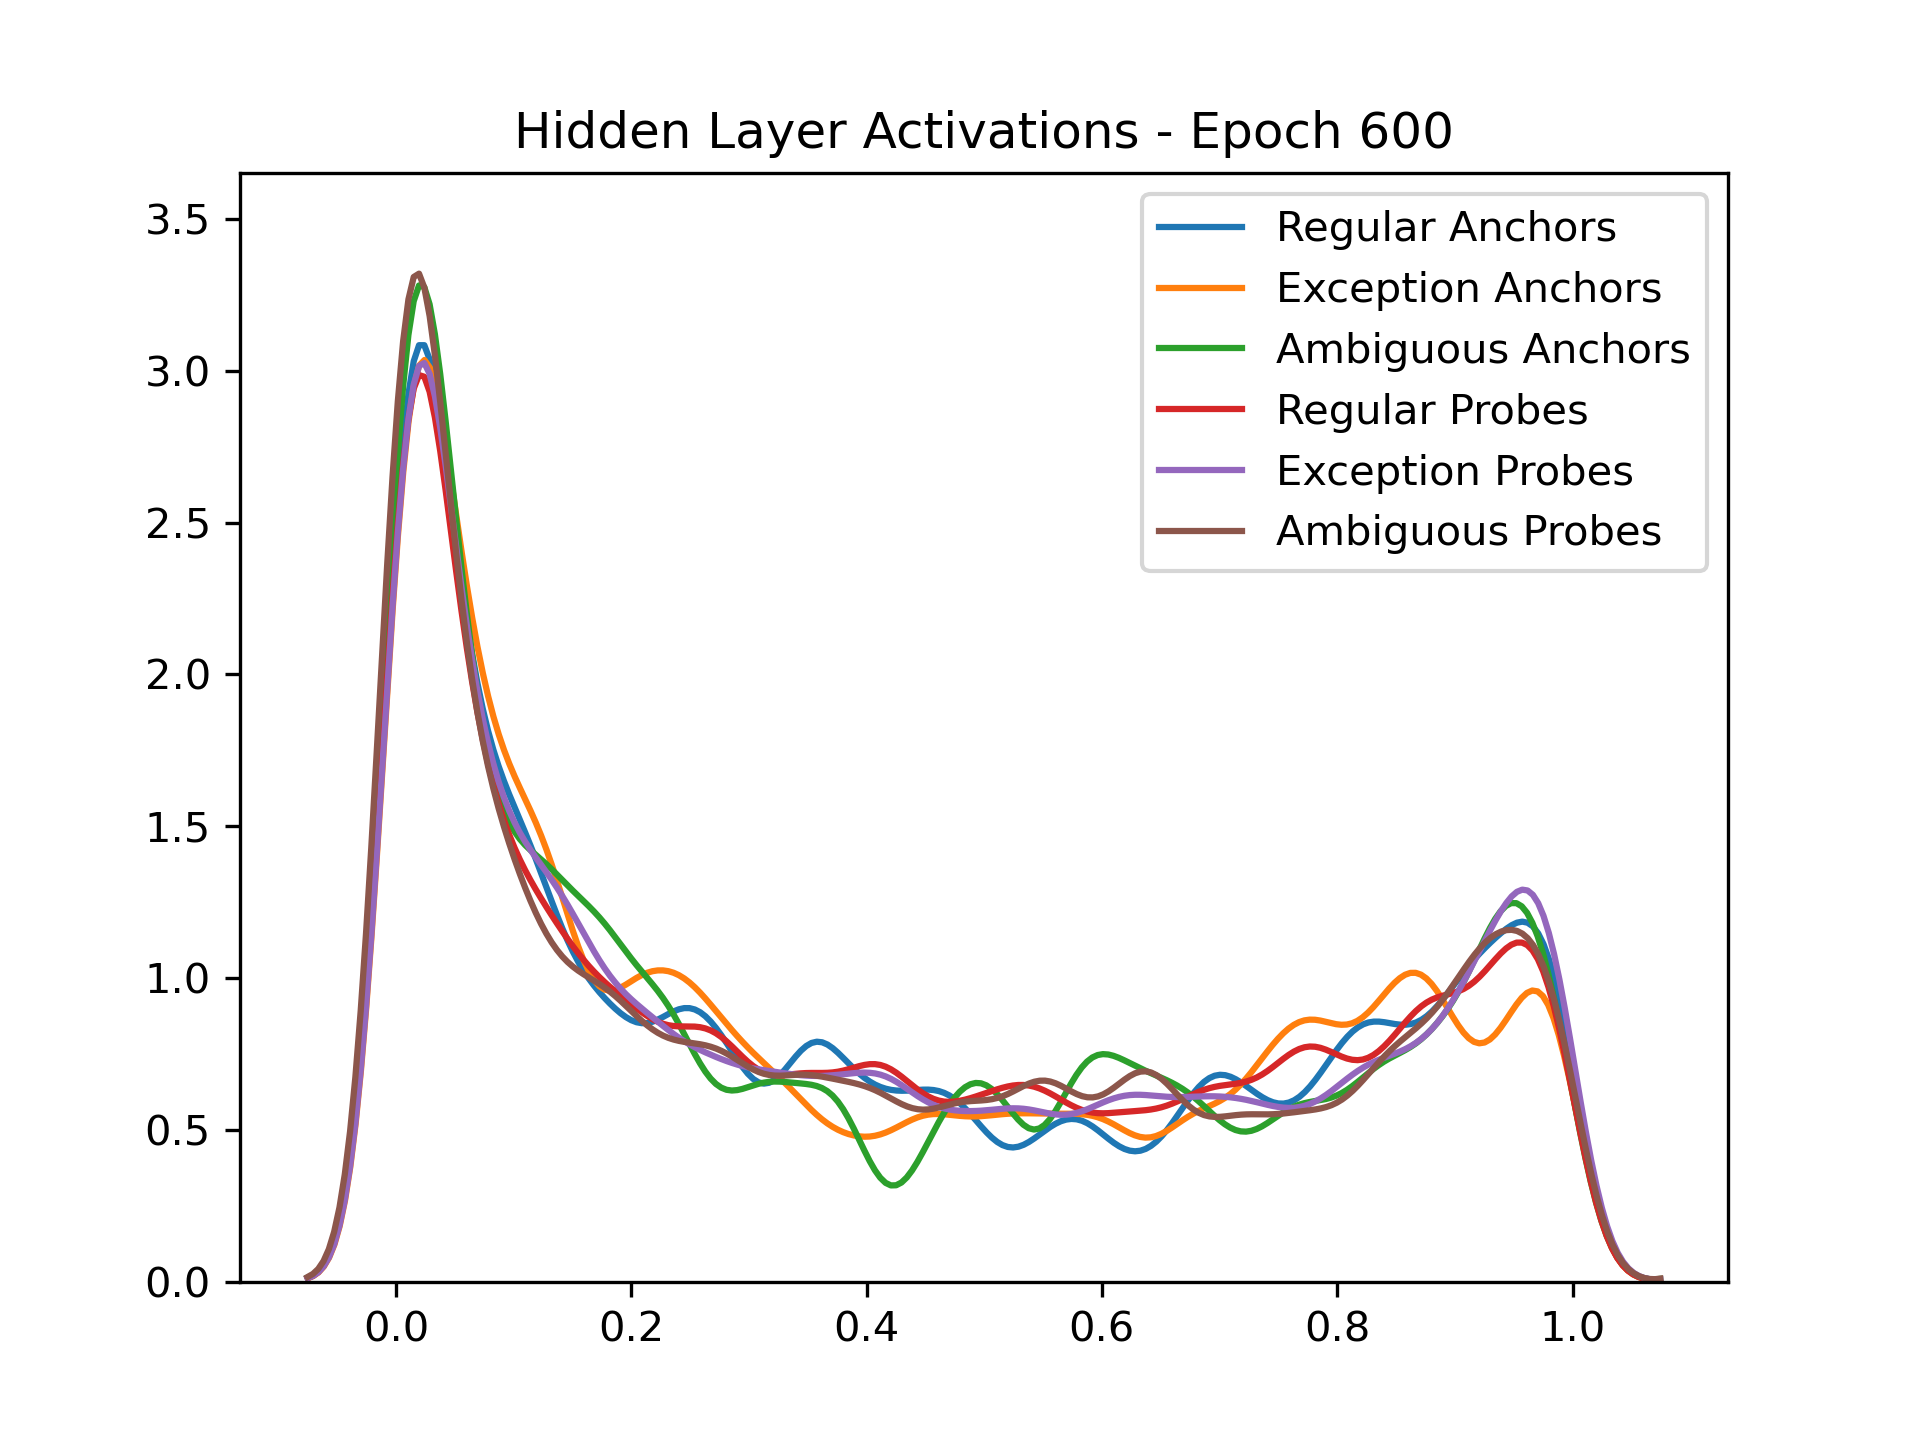 Hidden Layer Activations - Epoch 600
3.5
3.0
2.5
2.0
1.5
1.0
0.5
0.0
Regular Anchors
Exception Anchors
Ambiguous Anchors
Regular Probes
Exception Probes
Ambiguous Probes
0.0 0.2 0.4 0.6 0.8 1.0